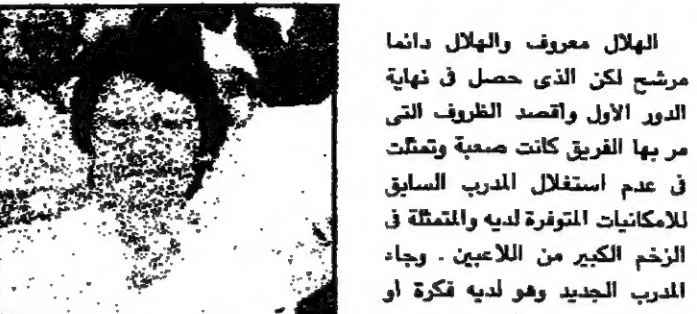 الهلال معروف والهلال دائما
مرشح لكن الذى حصل فى نهاية
الدور الأول وأقصد الظروف التى
مر بها الفريق كانت صعبة وتمثلت
فى عدم استغلال المدرب السابق
للامكانيات المتوفرة لديه والمتمثلة فى
الزخم الكبير من اللاعبين . وجاء
المدرب الجديد وهو لديه فكرة أو